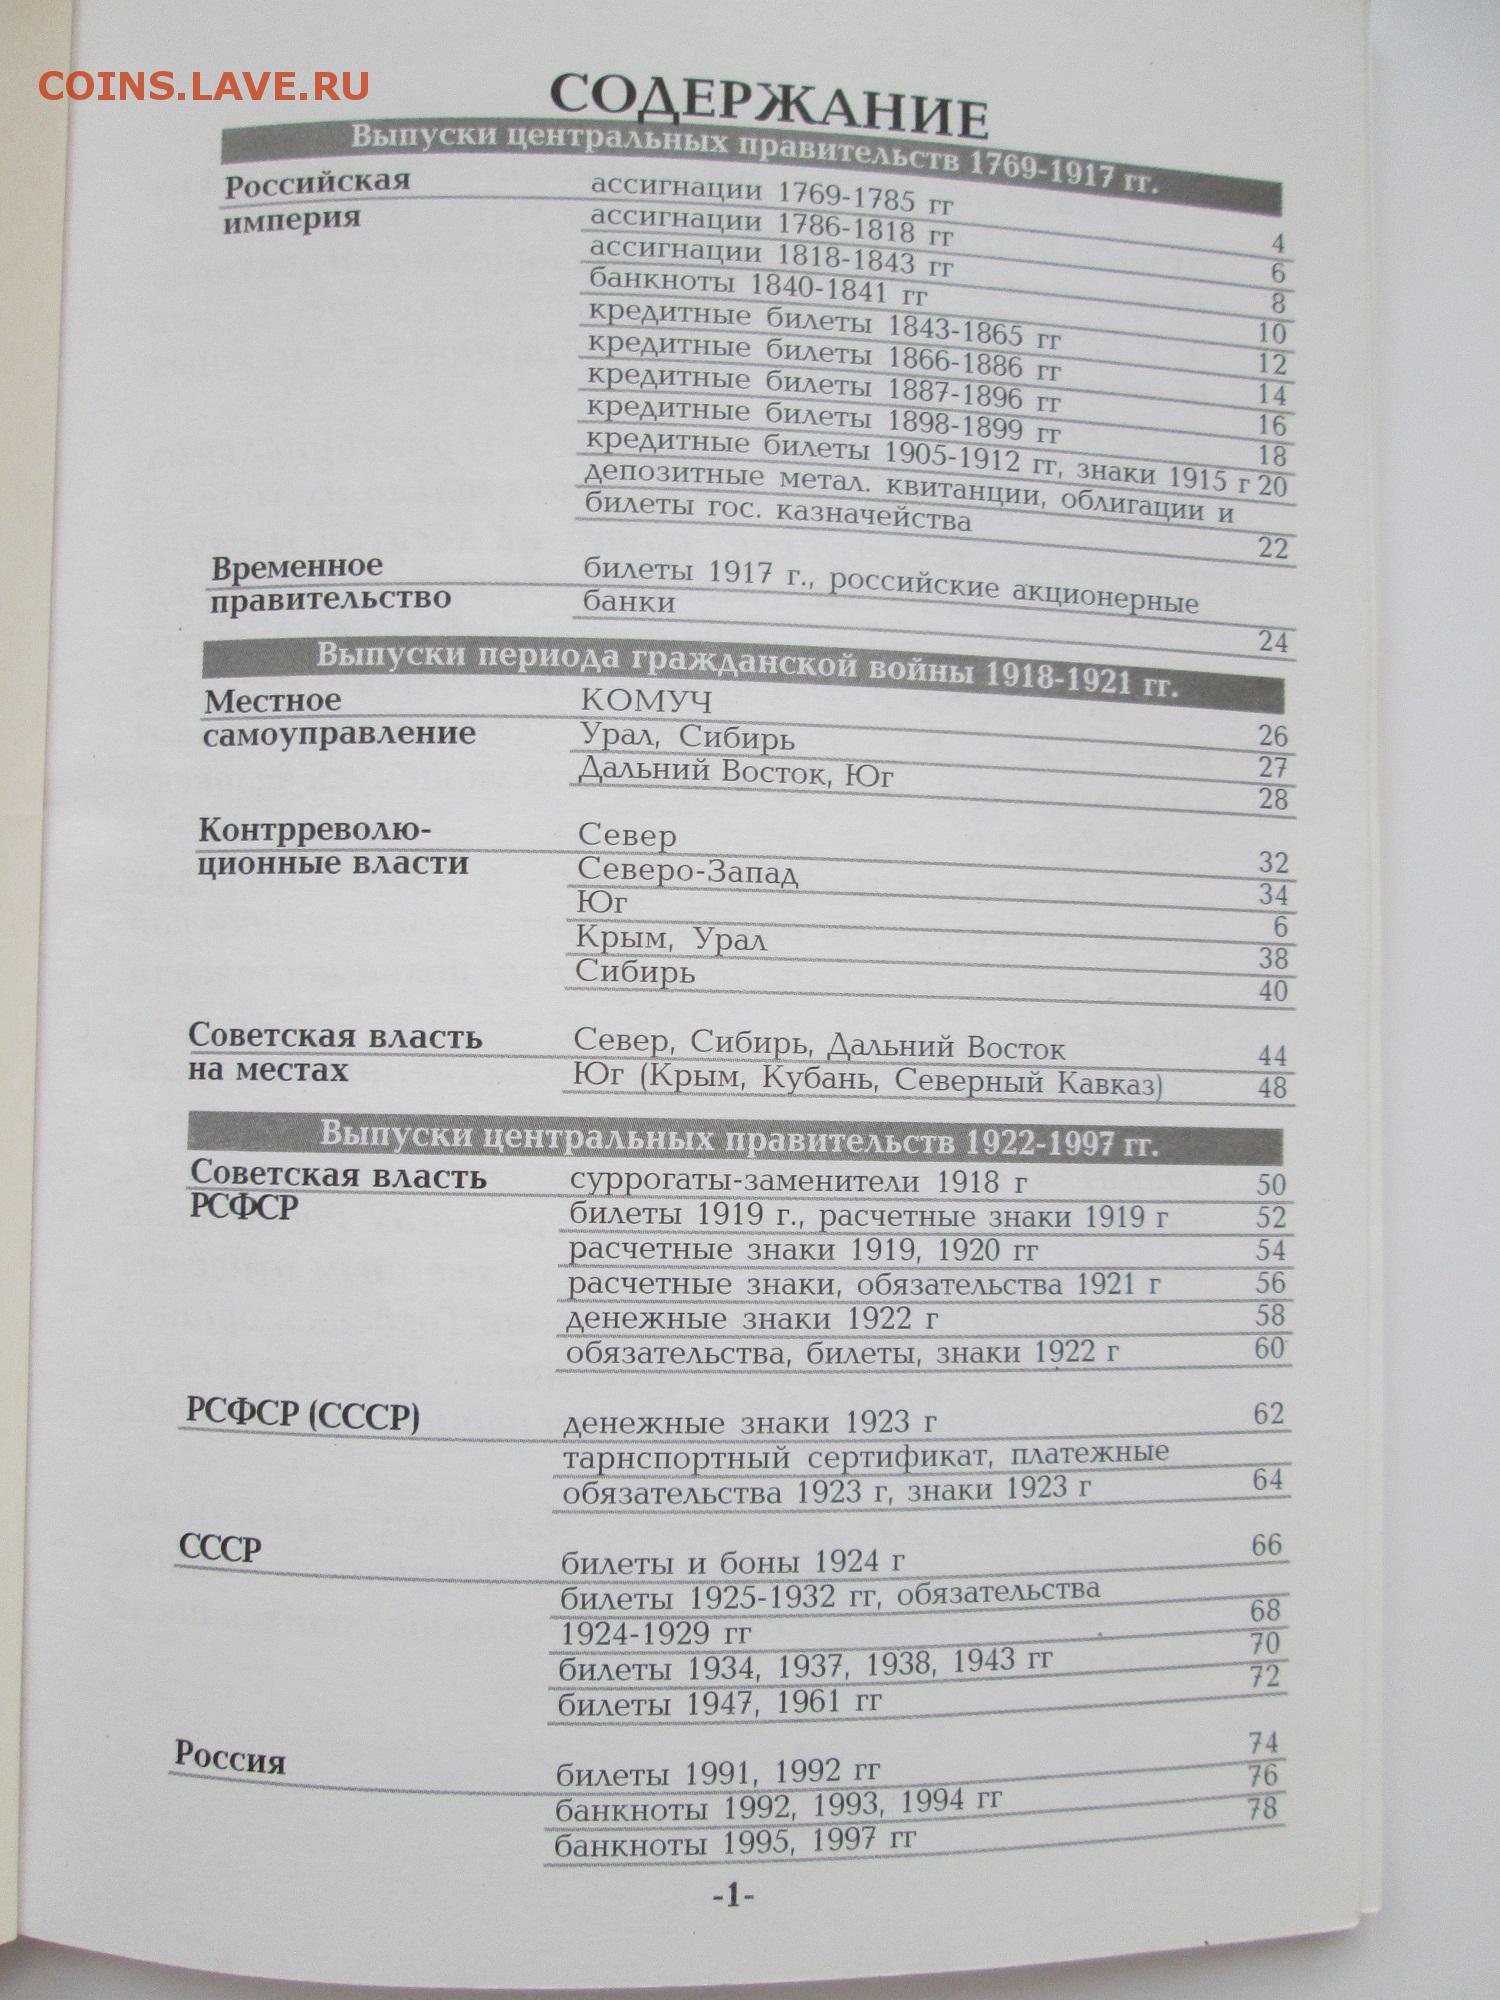 COINS.LAVE.RU
СОДЕРЖАНИЕ
Выпуски центральных правительств 1769-1917 гг.
Российская ассигнации 1769-1785 гг 4
империя ассигнации 1786-1818 гг 6
ассигнации 1818-1843 гг 8
банкноты 1840-1841 гг 10
кредитные билеты 1843-1865 гг 12
кредитные билеты 1866-1886 гг 14
кредитные билеты 1887-1896 гг 16
кредитные билеты 1898-1899 гг 18
кредитные билеты 1905-1912 гг, знаки 1915 г 20
депозитные метал. квитанции, облигации и
билеты гос. казначейства 22
Временное билеты 1917 г., российские акционерные
правительство банки 24
Выпуски периода гражданской войны 1918-1921 гг.
Местное КОМУЧ 26
самоуправление Урал, Сибирь 27
Дальний Восток, Юг 28
Контрреволю- Север 32
ционные власти Северо-Запад 34
Юг 6
Крым, Урал 38
Сибирь 40
Советская власть Север, Сибирь, Дальний Восток 44
на местах Юг (Крым, Кубань, Северный Кавказ) 48
Выпуски центральных правительств 1922-1997 гг.
Советская власть суррогаты-заменители 1918 г 50
РСФСР билеты 1919 г., расчетные знаки 1919 г 52
расчетные знаки 1919, 1920 гг 54
расчетные знаки, обязательства 1921 г 56
денежные знаки 1922 г 58
обязательства, билеты, знаки 1922 г 60
РСФСР (СССР) денежные знаки 1923 г 62
тарнспортный сертификат, платежные
обязательства 1923 г, знаки 1923 г 64
СССР билеты и боны 1924 г 66
билеты 1925-1932 гг, обязательства
1924-1929 гг 68
билеты 1934, 1937, 1938, 1943 гг 70
билеты 1947, 1961 гг 72
Россия билеты 1991, 1992 гг 74
банкноты 1992, 1993, 1994 гг 76
банкноты 1995, 1997 гг 78
-1-